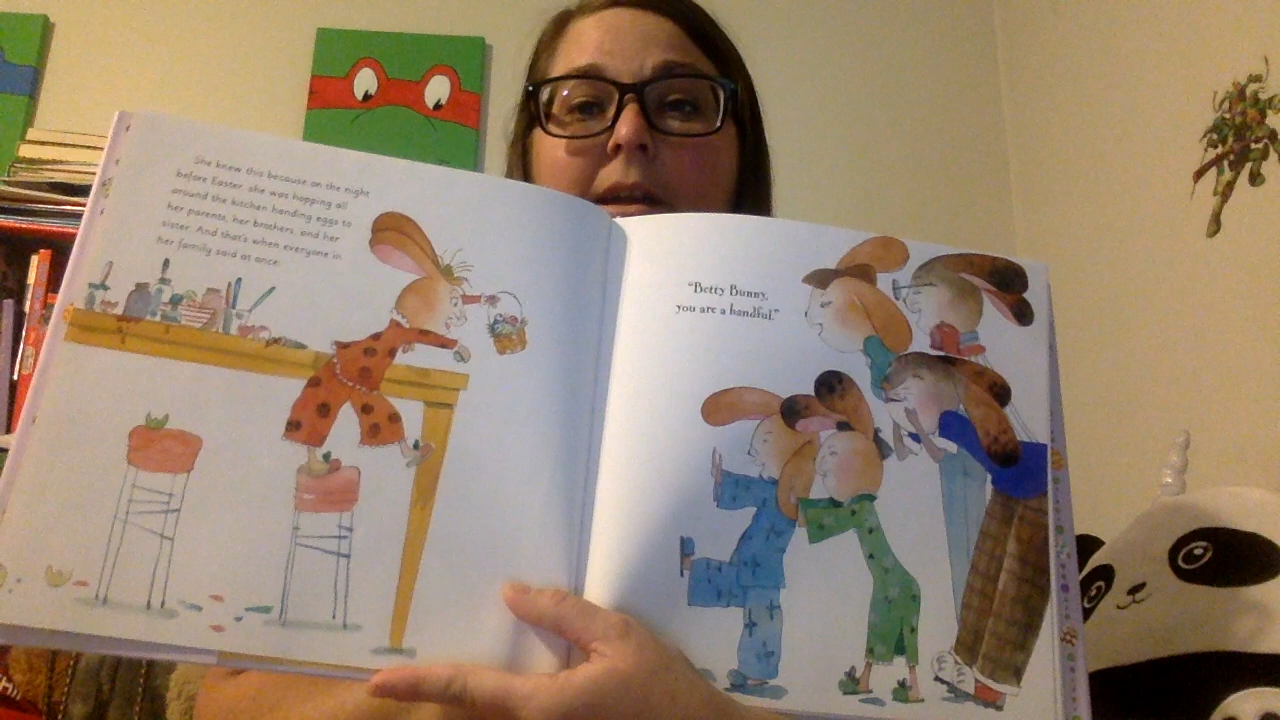 She knew this because on the night
before Easter, she was hopping all
around the kitchen handing eggs to
her parents, her brothers, and her
sister. And that's when everyone in
her family said at once:
"Betty Bunny,
you are a handful."